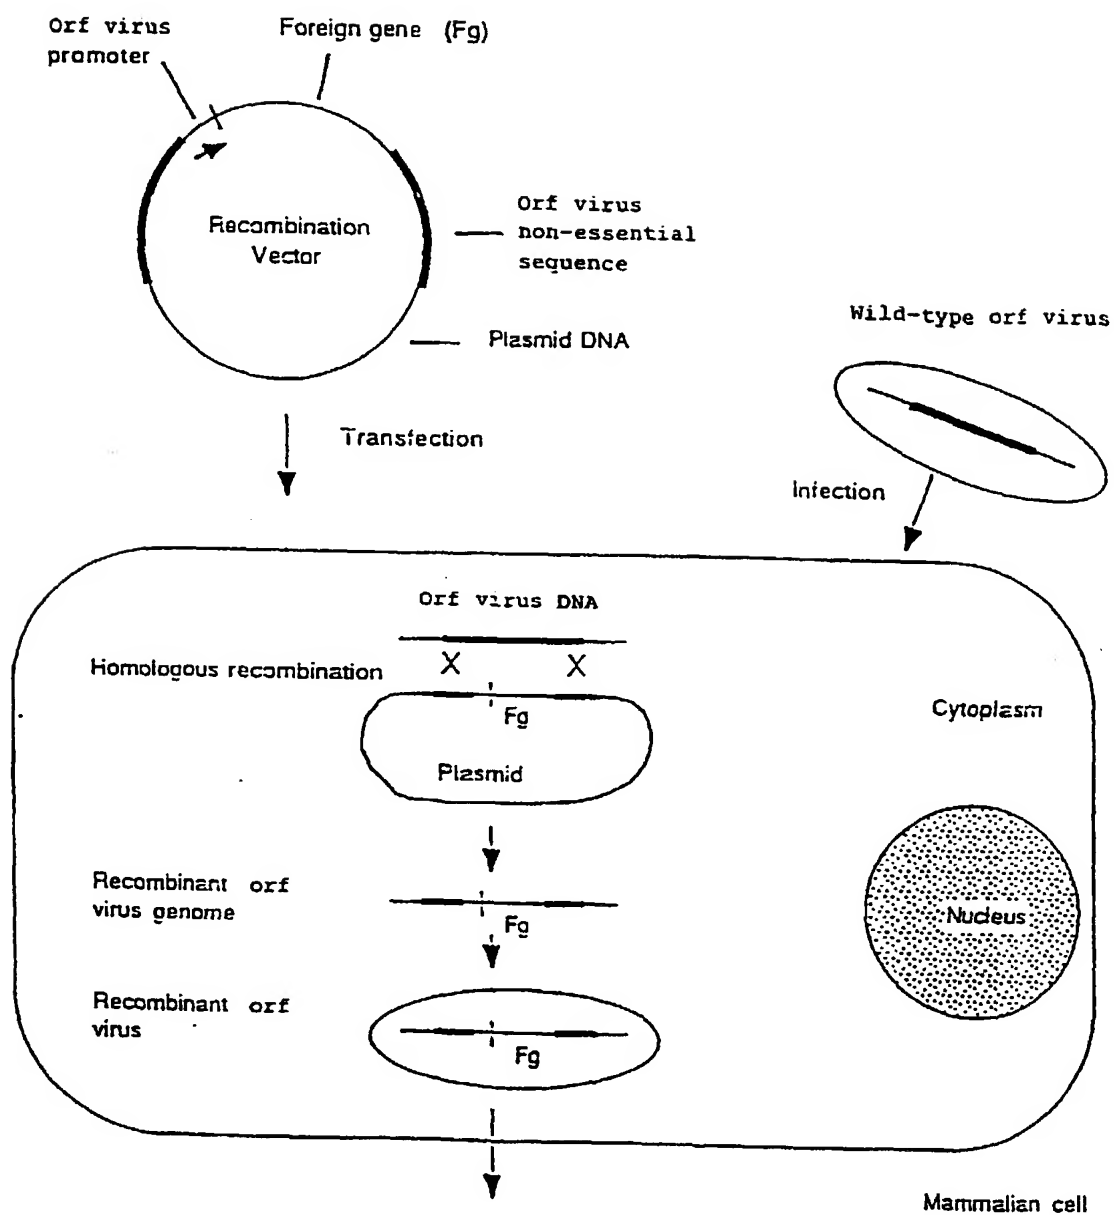 Orf virus
promoter
Foreign gene (Fg)
Recombination
Vector
Orf virus
non-essential
sequence
Plasmid DNA
Wild-type orf virus
Transfection
Infection
Orf virus DNA
Homologous recombination
X X
Fg
Plasmid
Cytoplasm
Recombinant orf
virus genome
Fg
Nucleus
Recombinant orf
virus
Fg
Mammalian cell